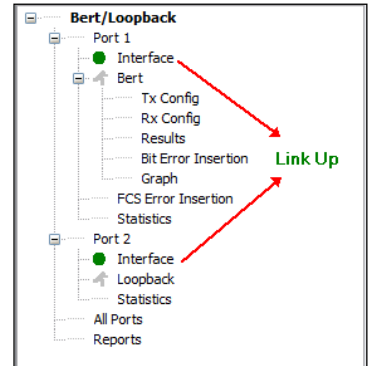 Bert/Loopback
Port 1
Interface
Bert
Tx Config
Rx Config
Results
Bit Error Insertion
Link Up
Graph
FCS Error Insertion
Statistics
Port 2
Interface
Loopback
Statistics
All Ports
Reports